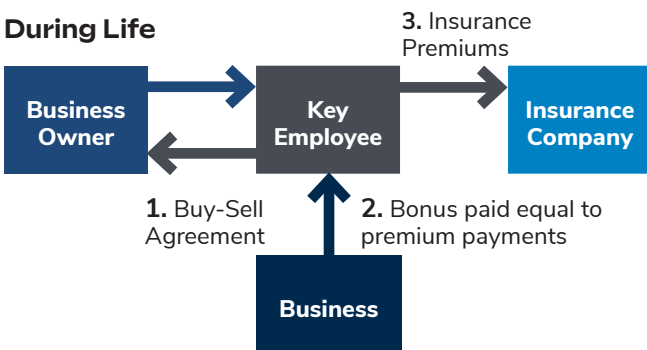 During Life
3. Insurance
Premiums
Business
Owner
Key
Employee
Insurance
Company
1. Buy-Sell
Agreement
2. Bonus paid equal to
premium payments
Business